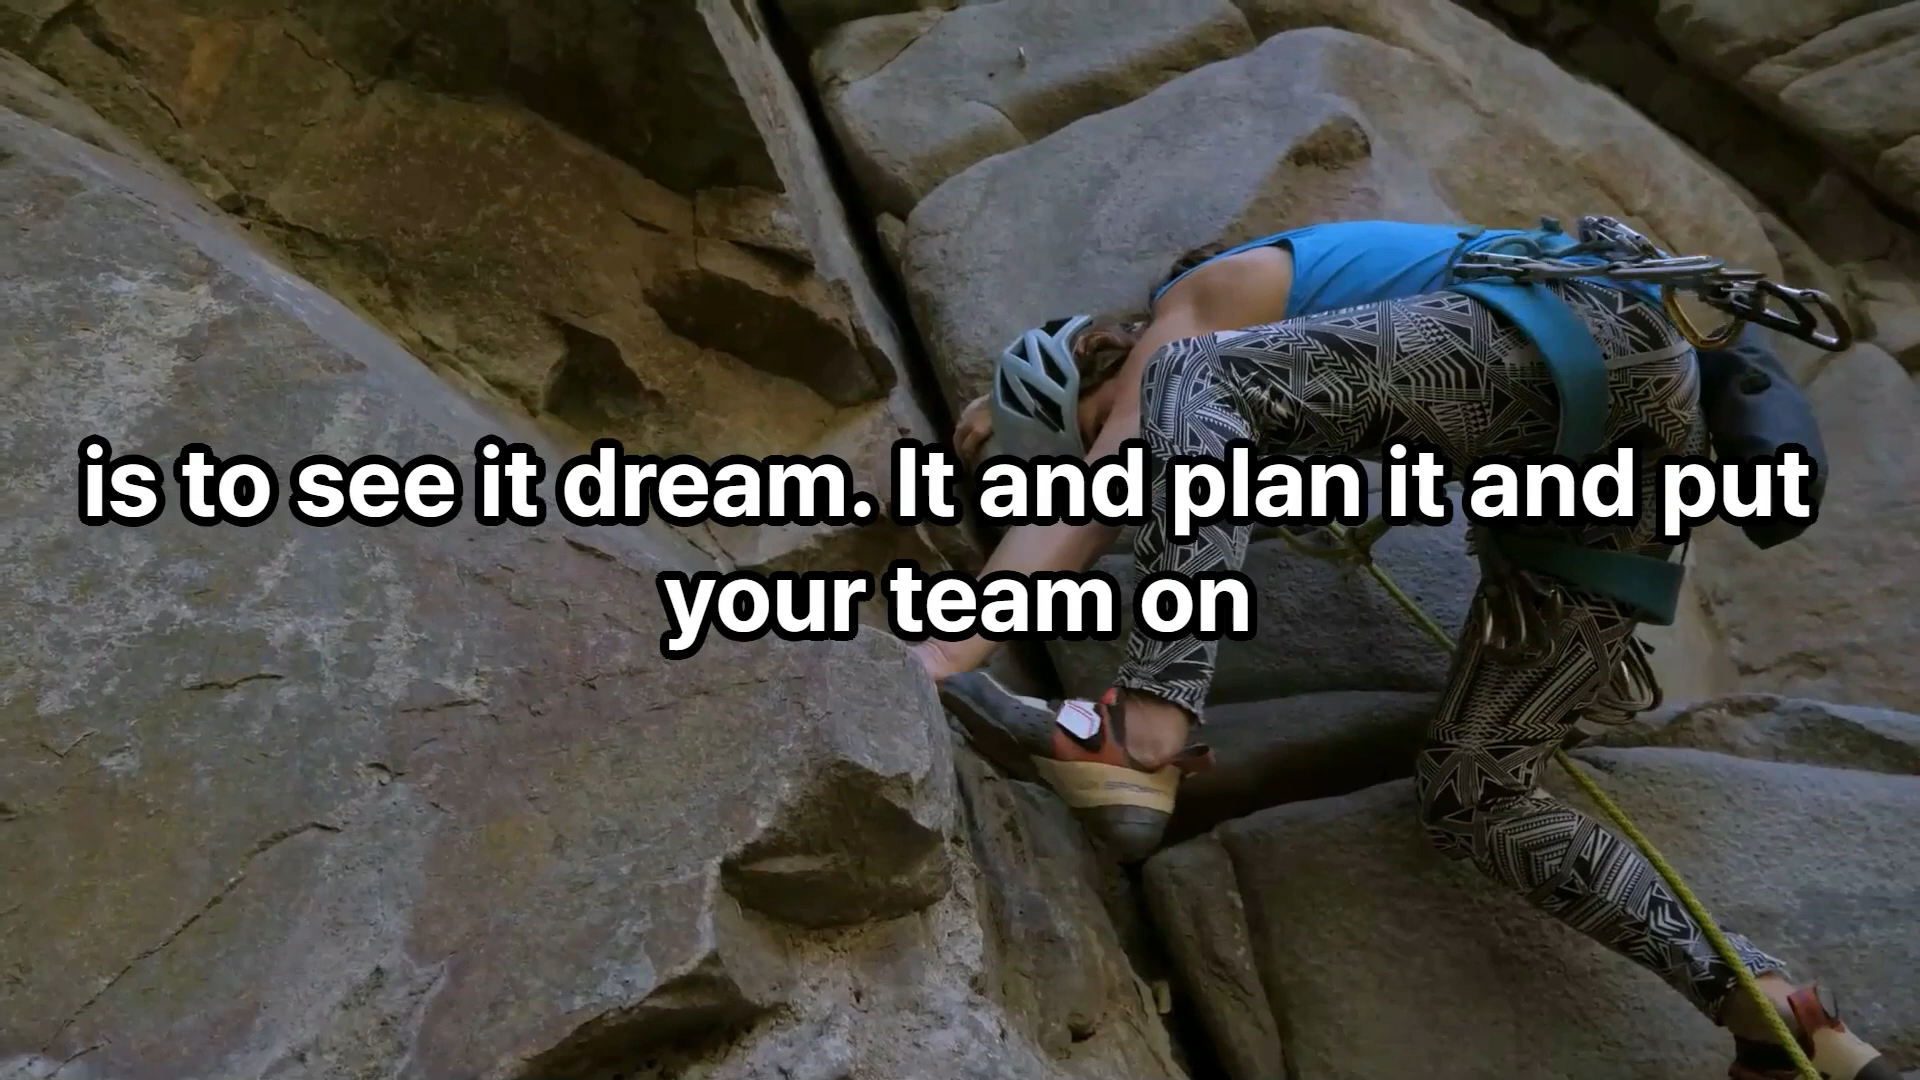 is to see it dream. It and plan it and put
your team on